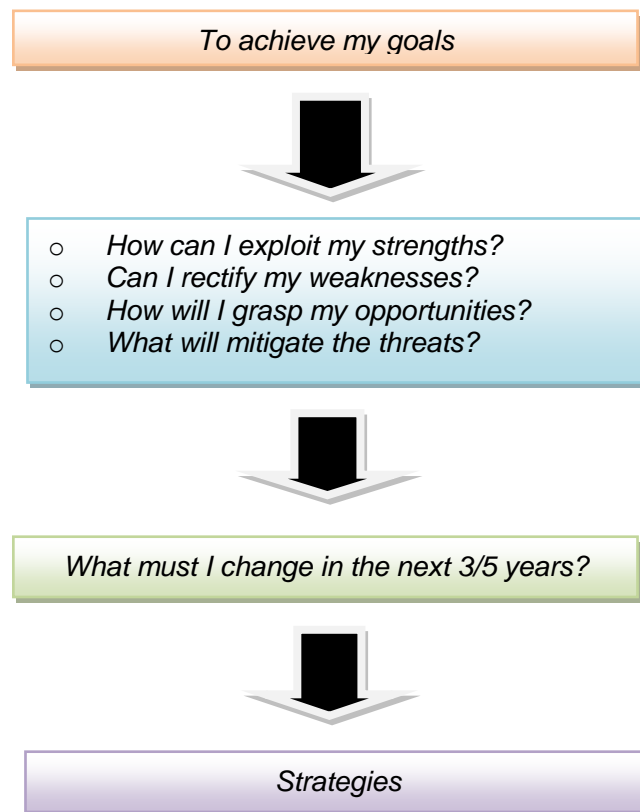 To achieve my goals
o How can I exploit my strengths?
o Can I rectify my weaknesses?
o How will I grasp my opportunities?
o What will mitigate the threats?
What must I change in the next 3/5 years?
Strategies